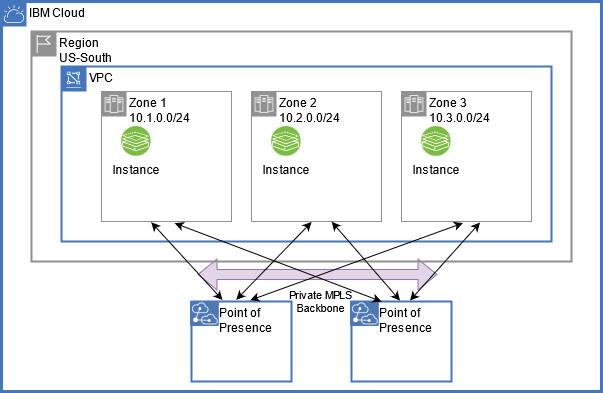 IBM Cloud
Region
US-South
VPC
Zone 1
10.1.0.0/24
Instance
Zone 2
10.2.0.0/24
Instance
Zone 3
10.3.0.0/24
Instance
Private MPLS
Backbone
Point of
Presence
Point of
Presence